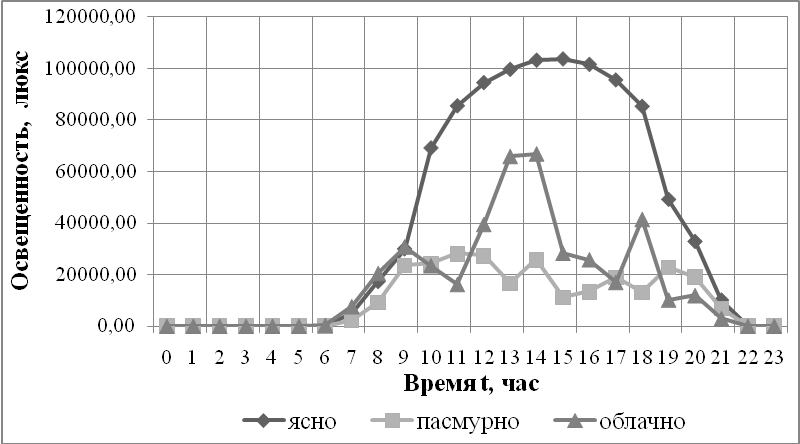 Освещенность, люкс
120000,00
100000,00
80000,00
60000,00
40000,00
20000,00
0,00
0 1 2 3 4 5 6 7 8 9 10 11 12 13 14 15 16 17 18 19 20 21 22 23
Время t, час
ясно пасмурно облачно